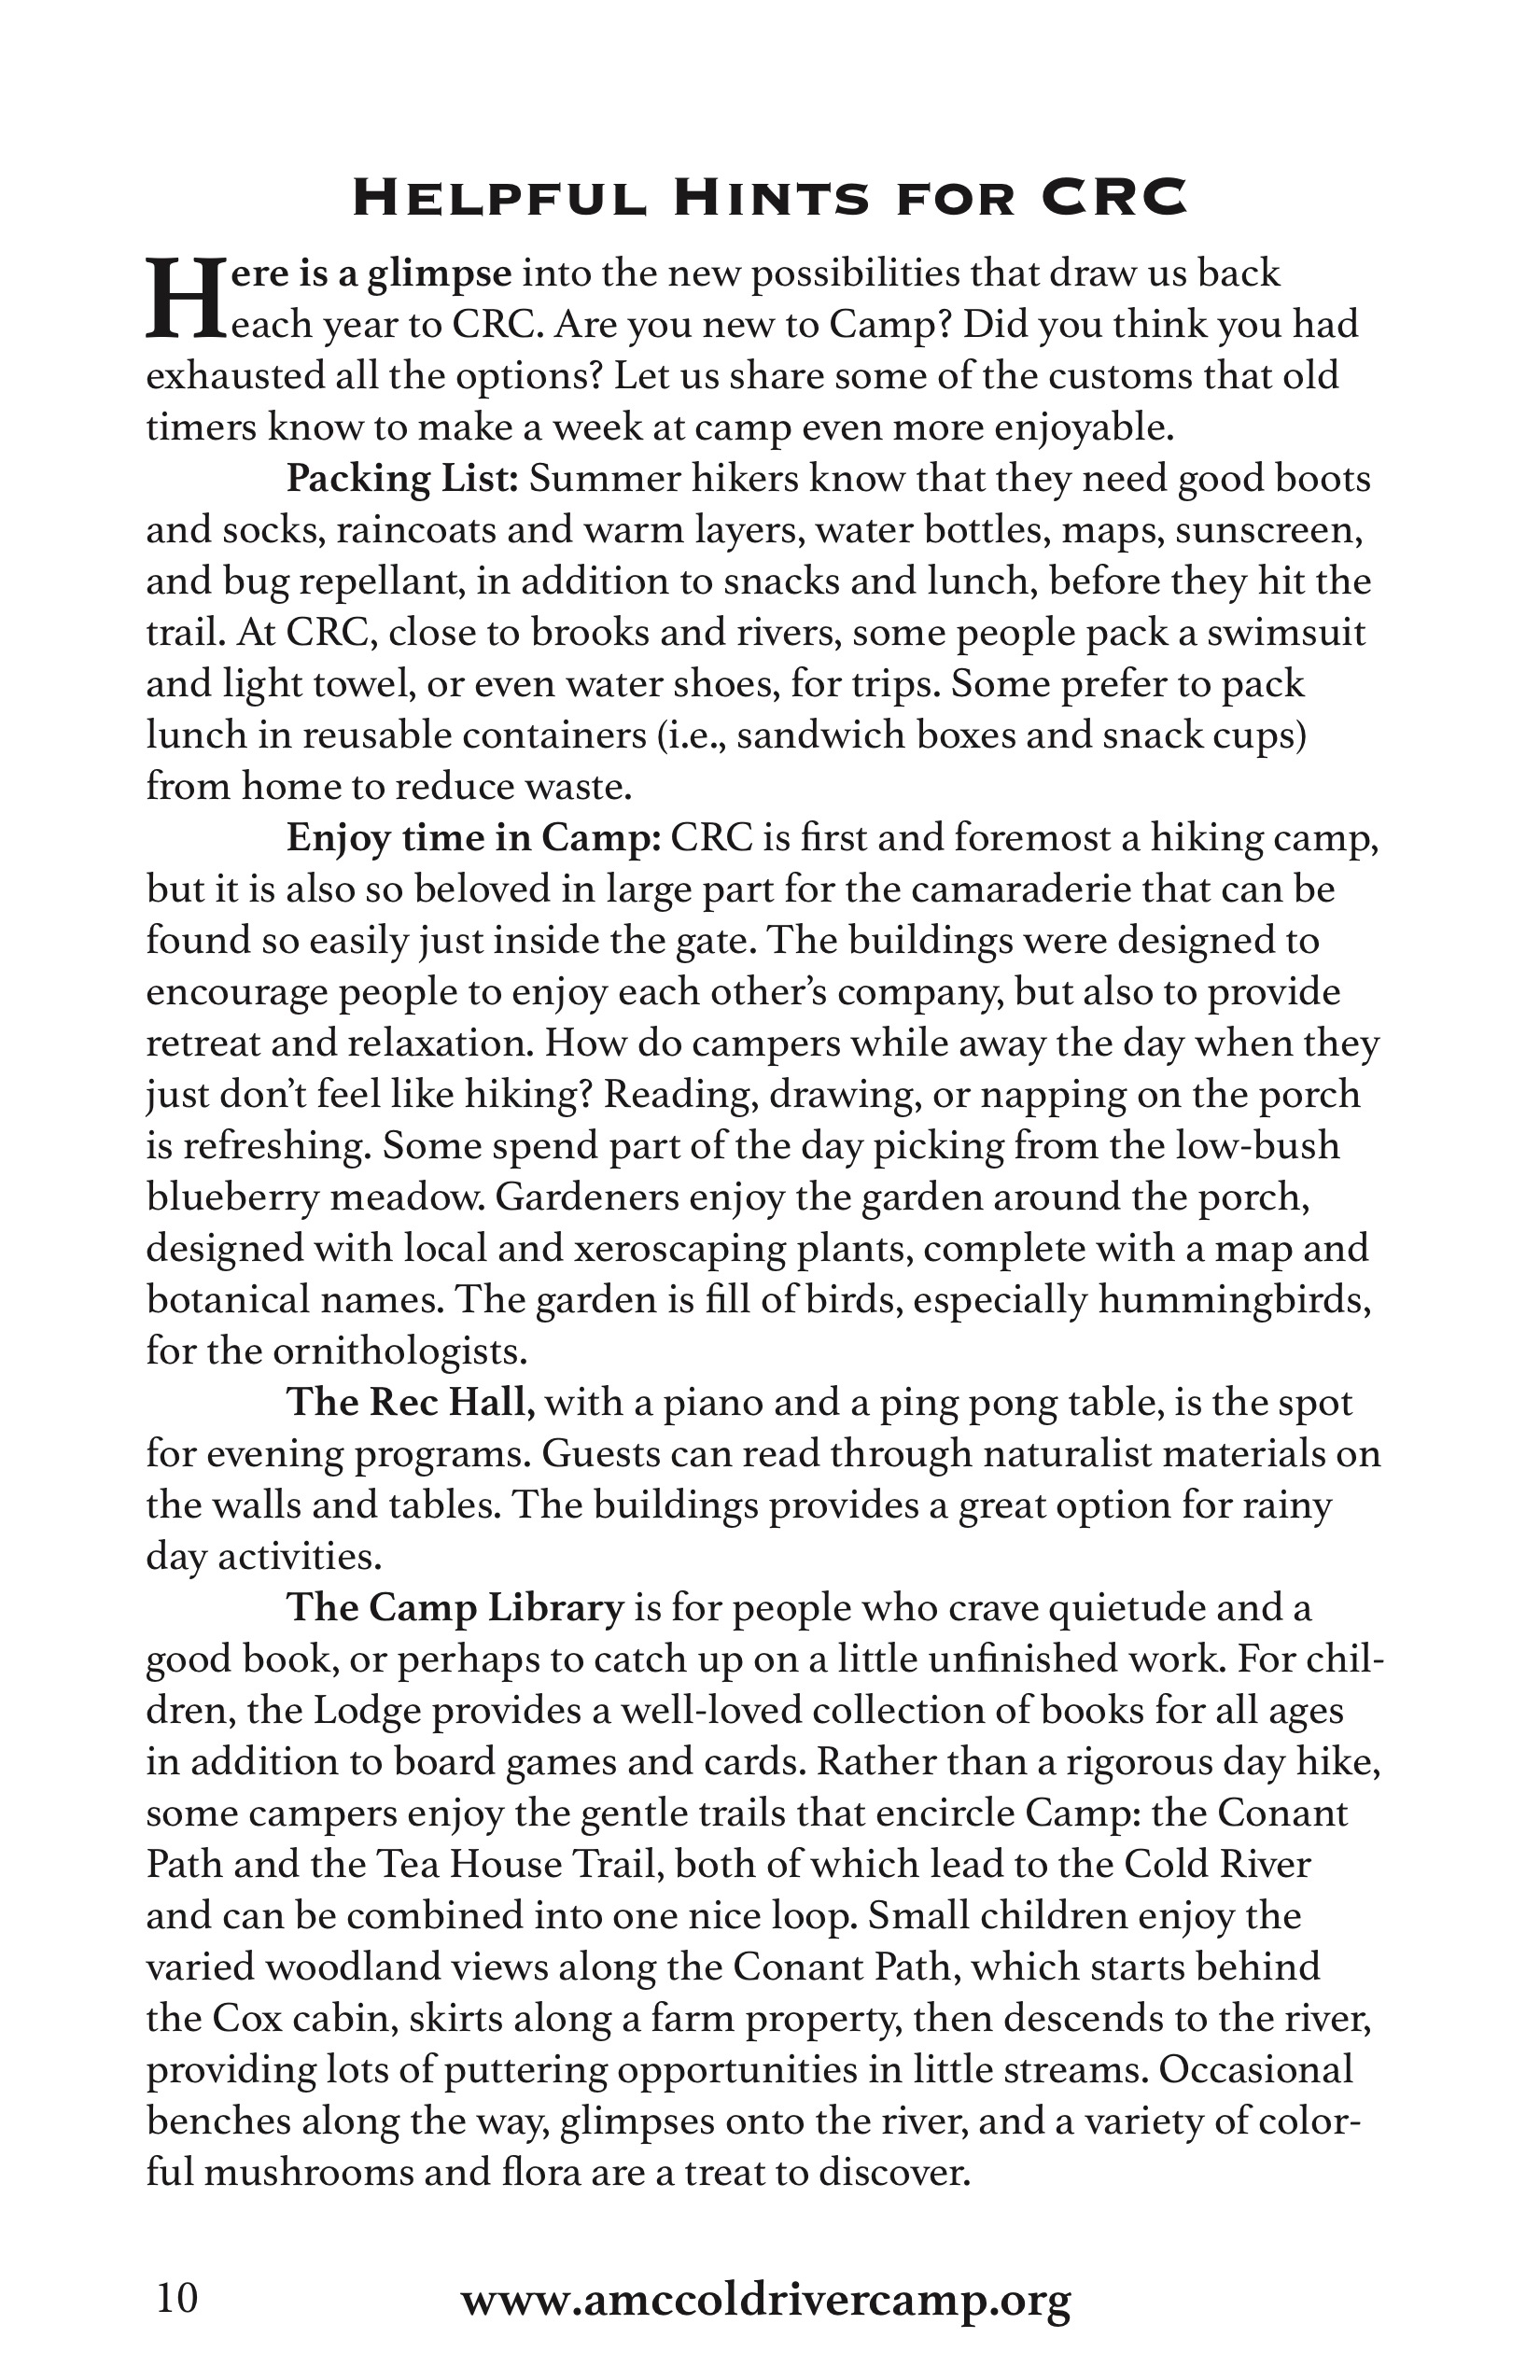 Helpful Hints for CRC
Here is a glimpse into the new possibilities that draw us back
each year to CRC. Are you new to Camp? Did you think you had
exhausted all the options? Let us share some of the customs that old
timers know to make a week at camp even more enjoyable.
Packing List: Summer hikers know that they need good boots
and socks, raincoats and warm layers, water bottles, maps, sunscreen,
and bug repellant, in addition to snacks and lunch, before they hit the
trail. At CRC, close to brooks and rivers, some people pack a swimsuit
and light towel, or even water shoes, for trips. Some prefer to pack
lunch in reusable containers (i.e., sandwich boxes and snack cups)
from home to reduce waste.
Enjoy time in Camp: CRC is first and foremost a hiking camp,
but it is also so beloved in large part for the camaraderie that can be
found so easily just inside the gate. The buildings were designed to
encourage people to enjoy each other’s company, but also to provide
retreat and relaxation. How do campers while away the day when they
just don’t feel like hiking? Reading, drawing, or napping on the porch
is refreshing. Some spend part of the day picking from the low-bush
blueberry meadow. Gardeners enjoy the garden around the porch,
designed with local and xeroscaping plants, complete with a map and
botanical names. The garden is fill of birds, especially hummingbirds,
for the ornithologists.
The Rec Hall, with a piano and a ping pong table, is the spot
for evening programs. Guests can read through naturalist materials on
the walls and tables. The buildings provides a great option for rainy
day activities.
The Camp Library is for people who crave quietude and a
good book, or perhaps to catch up on a little unfinished work. For chil-
dren, the Lodge provides a well-loved collection of books for all ages
in addition to board games and cards. Rather than a rigorous day hike,
some campers enjoy the gentle trails that encircle Camp: the Conant
Path and the Tea House Trail, both of which lead to the Cold River
and can be combined into one nice loop. Small children enjoy the
varied woodland views along the Conant Path, which starts behind
the Cox cabin, skirts along a farm property, then descends to the river,
providing lots of puttering opportunities in little streams. Occasional
benches along the way, glimpses onto the river, and a variety of color-
ful mushrooms and flora are a treat to discover.
10 www.amccoldrivercamp.org